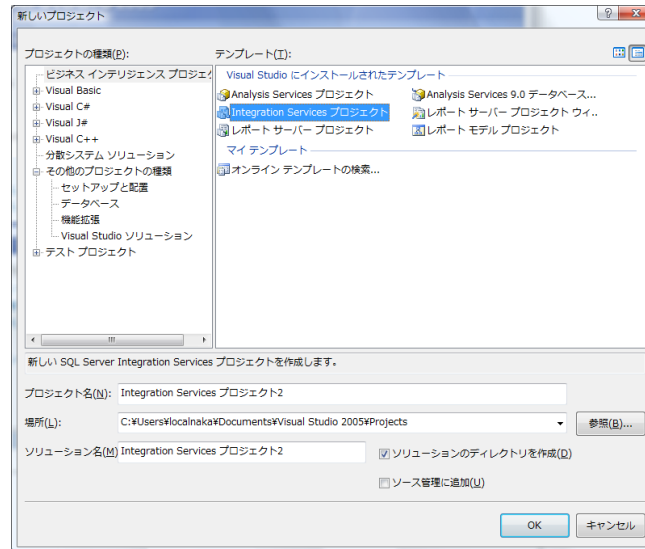 新しいプロジェクト
プロジェクトの種類(P):
テンプレート(T):
ビジネス インテリジェンス プロジェク
Visual Basic
Visual C#
Visual J#
Visual C++
分散システム ソリューション
その他のプロジェクトの種類
セットアップと配置
データベース
機能拡張
Visual Studio ソリューション
テスト プロジェクト
Visual Studio にインストールされたテンプレート
Analysis Services プロジェクト
Analysis Services 9.0 データベース...
Integration Services プロジェクト
レポート サーバー プロジェクト ウィ..
レポート サーバー プロジェクト
レポート モデル プロジェクト
マイ テンプレート
オンライン テンプレートの検索...
新しい SQL Server Integration Services プロジェクトを作成します。
プロジェクト名(N): Integration Services プロジェクト2
場所(L): C:¥Users¥localnaka¥Documents¥Visual Studio 2005¥Projects 参照(B)...
ソリューション名(M) Integration Services プロジェクト2 ソリューションのディレクトリを作成(D)
ソース管理に追加(U)
OK キャンセル